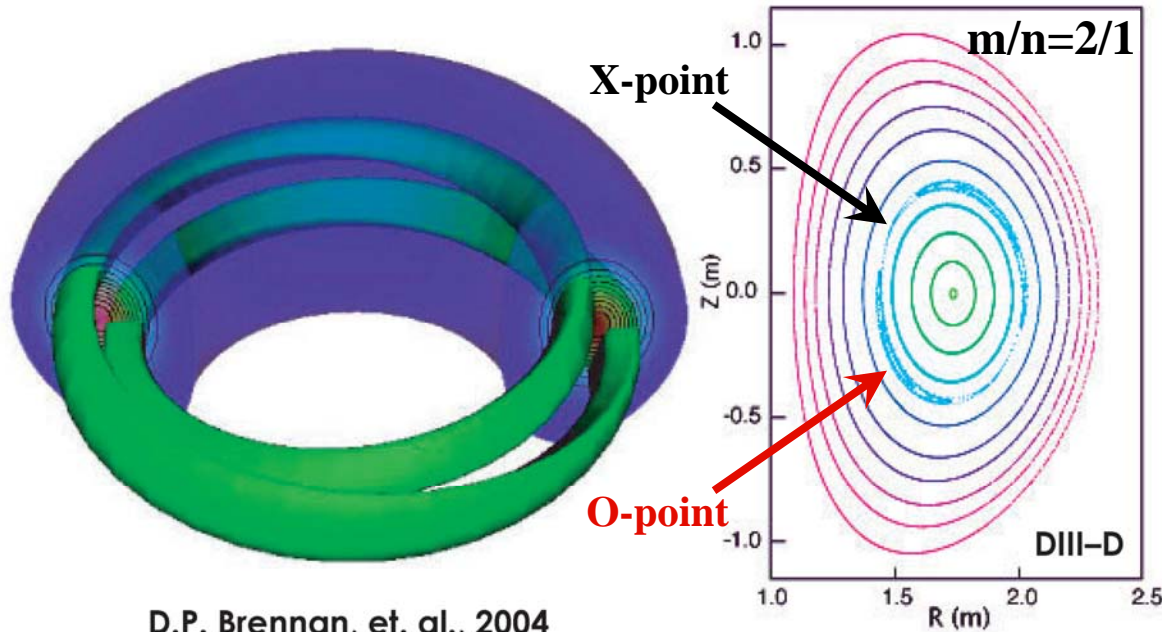 m/n=2/1
X-point
O-point
1.0
0.5
0.0
-0.5
-1.0
Z (m)
DIII–D
1.0 1.5 2.0 2.5
R (m)
D.P. Brennan, et. al., 2004